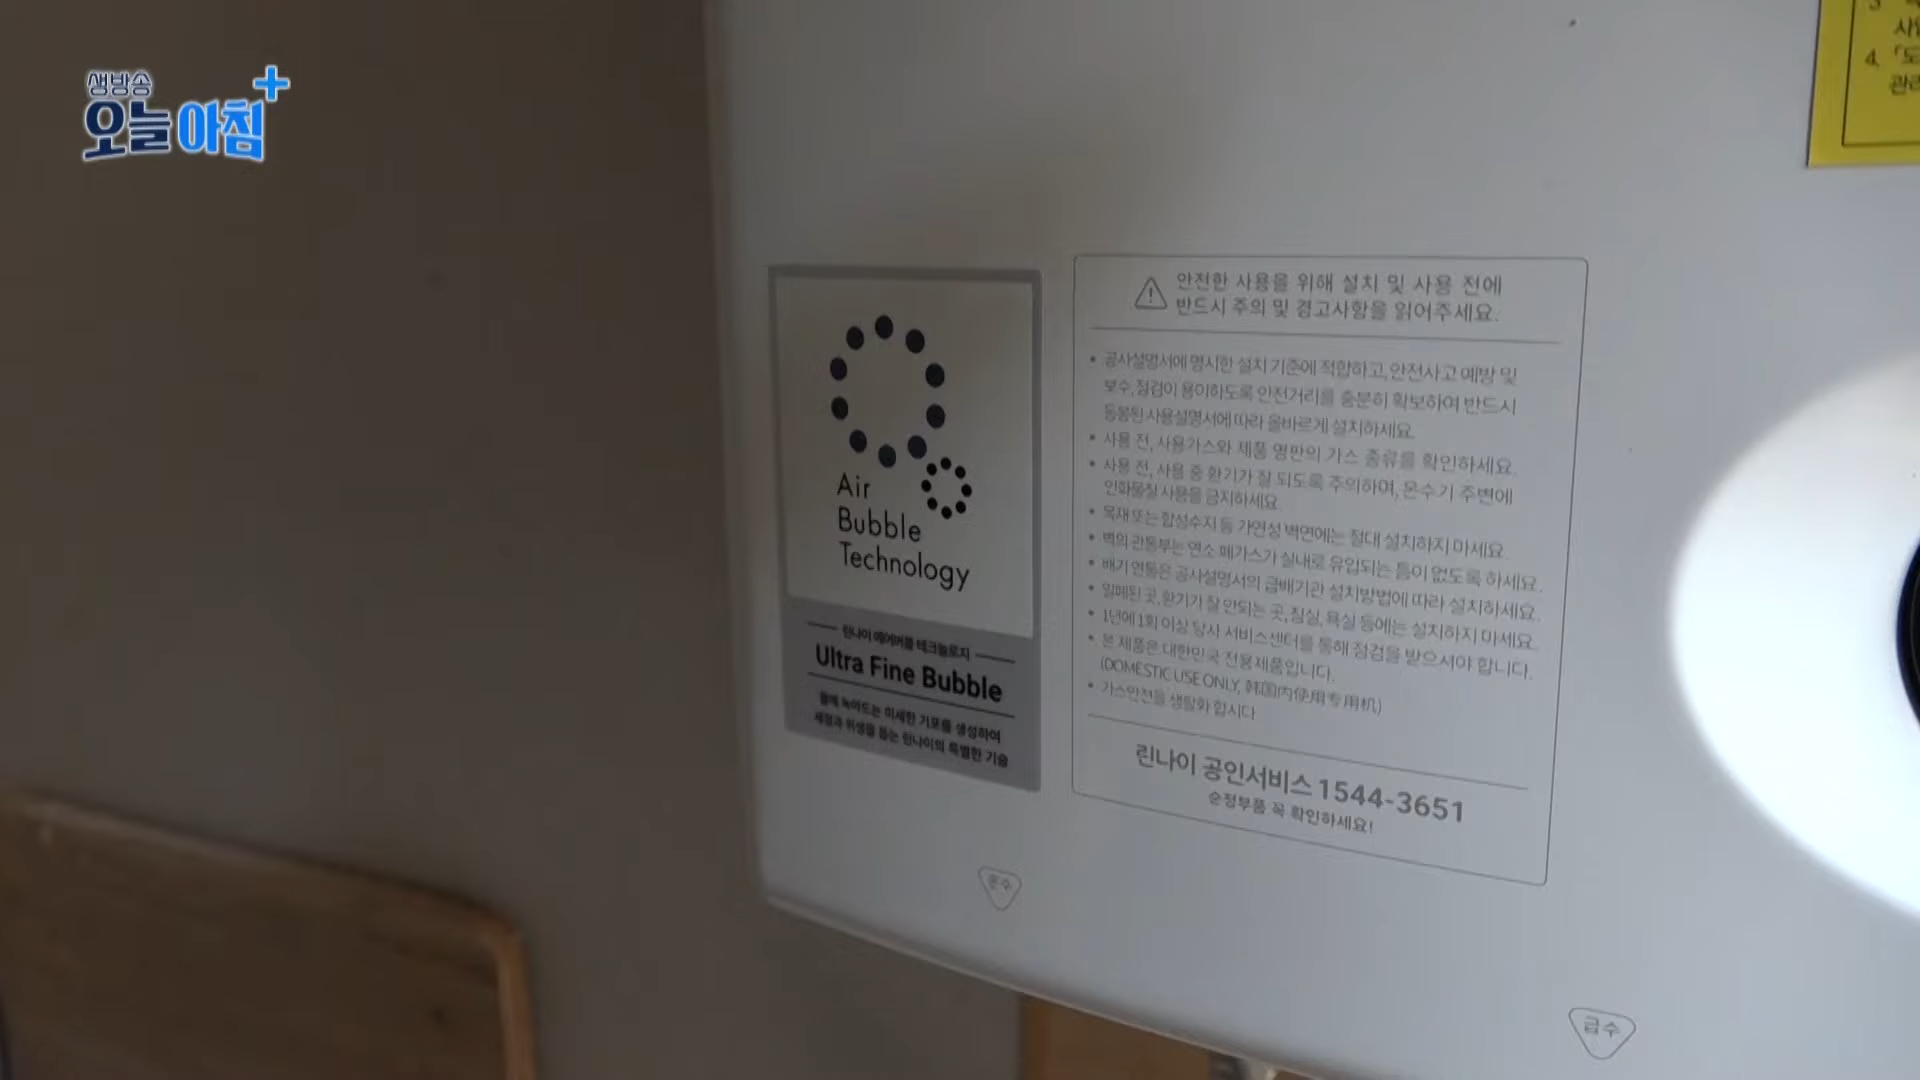 생방송
오늘 아침+
3
4. 「도
관리
Air
Bubble
Technology
린나이 에어버블 테크놀로지
Ultra Fine Bubble
물에 녹아드는 미세한 기포를 생성하여
세정과 위생을 돕는 린나이의 특별한 기술
안전한 사용을 위해 설치 및 사용 전에
반드시 주의 및 경고사항을 읽어주세요.
• 공사설명서에 명시한 설치 기준에 적합하고, 안전사고 예방 및
보수, 점검이 용이하도록 안전거리를 충분히 확보하여 반드시
동봉된 사용설명서에 따라 올바르게 설치하세요.
• 사용 전, 사용가스와 제품 명판의 가스 종류를 확인하세요.
• 사용 전, 사용 중 환기가 잘 되도록 주의하며, 온수기 주변에
인화물질 사용을 금지하세요.
• 목재 또는 합성수지 등 가연성 벽면에는 절대 설치하지 마세요.
• 벽의 관통부는 연소 폐가스가 실내로 유입되는 틈이 없도록 하세요.
• 배기 연통은 공사설명서의 급배기관 설치방법에 따라 설치하세요.
• 밀폐된 곳, 환기가 잘 안되는 곳, 침실, 욕실 등에는 설치하지 마세요.
• 1년에 1회 이상 당사 서비스센터를 통해 점검을 받으셔야 합니다.
• 본 제품은 대한민국 전용제품입니다.
(DOMESTIC USE ONLY, 韩国内使用专用机)
• 가스안전을 생활화 합시다
린나이 공인서비스 1544-3651
순정부품 꼭 확인하세요!
온수
급수